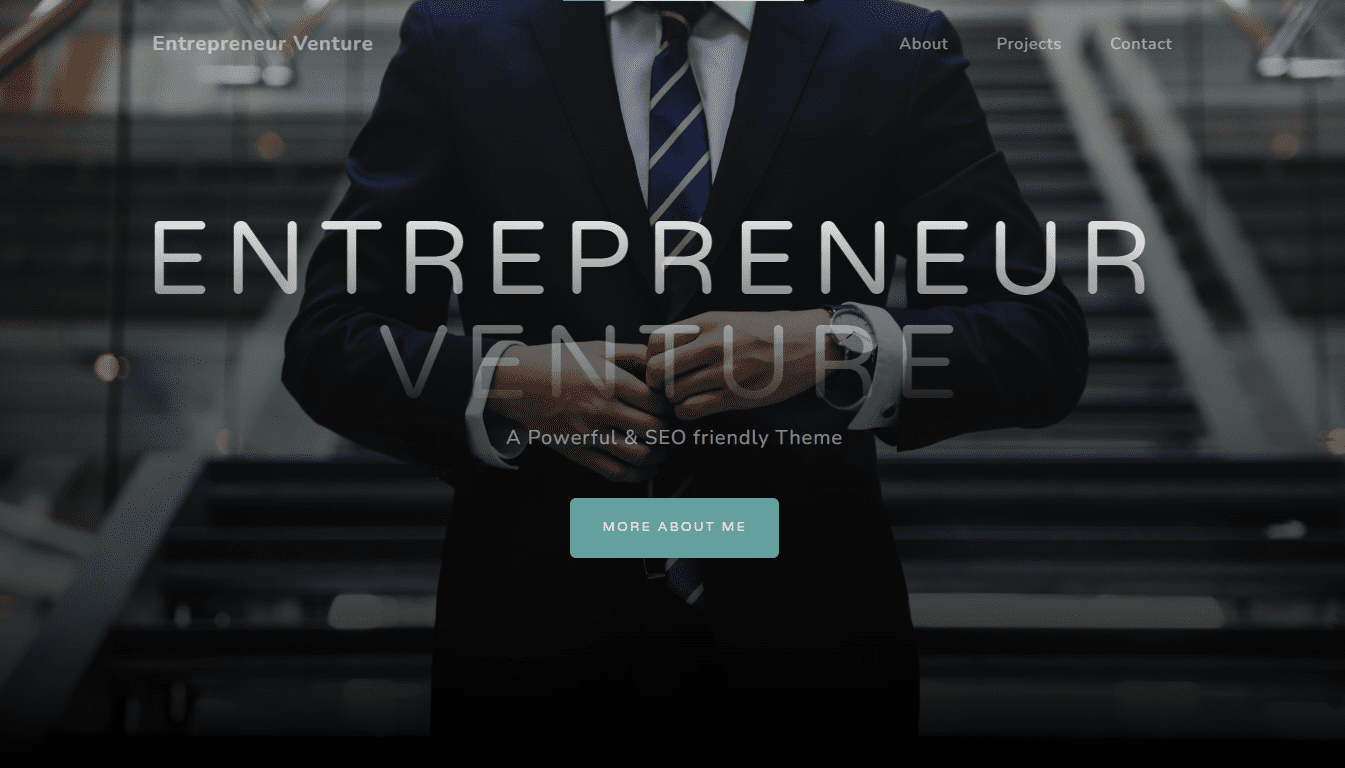 Entrepreneur Venture
About Projects Contact
ENTREPRENEUR
VENTURE
A Powerful & SEO friendly Theme
MORE ABOUT ME